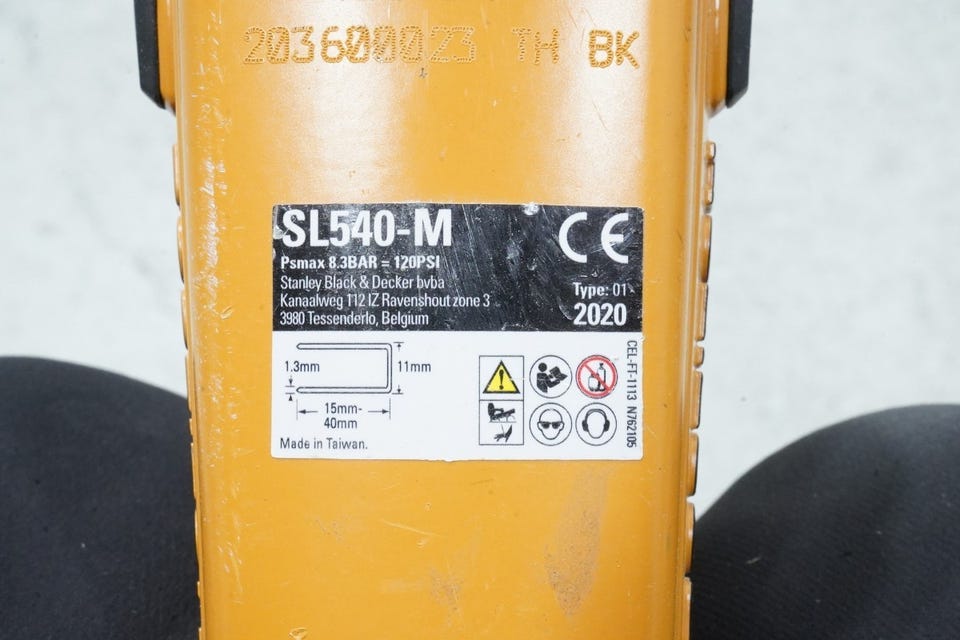 203600023 TH BK
SL540-M
CE
Psmax 8.3BAR = 120PSI
Stanley Black & Decker bvba
Kanaalweg 112 IZ Ravenshout zone 3
3980 Tessenderlo, Belgium
Type: 01
2020
1.3mm
11mm
15mm-
40mm
Made in Taiwan.
CEL-FT-1113 N762105